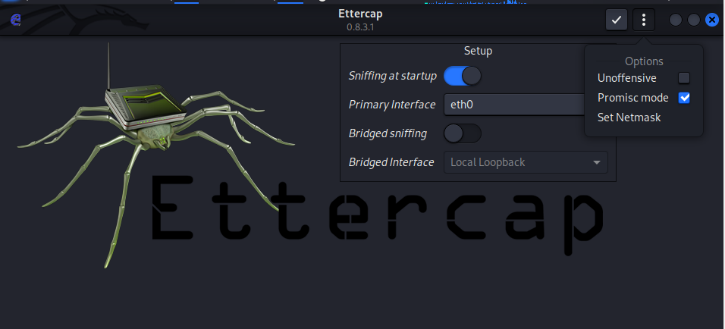 Ettercap
0.8.3.1
Setup
Options
Sniffing at startup
Unoffensive
Primary Interface
eth0
Promisc mode
Set Netmask
Bridged sniffing
Bridged Interface
Local Loopback
Ettercap